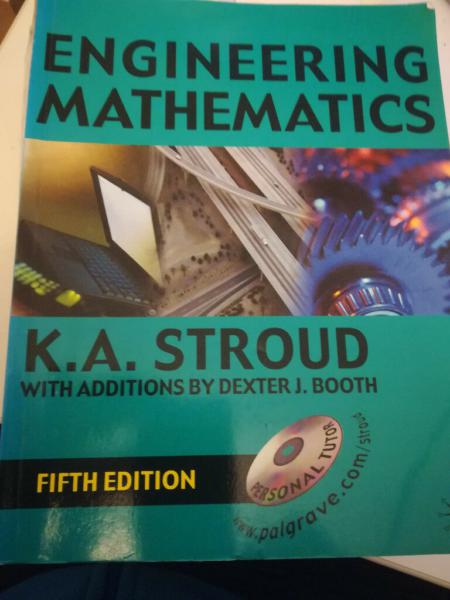 ENGINEERING
MATHEMATICS
K.A. STROUD
WITH ADDITIONS BY DEXTER J. BOOTH
FIFTH EDITION
PERSONAL TUTOR
www.palgrave.com/stroud